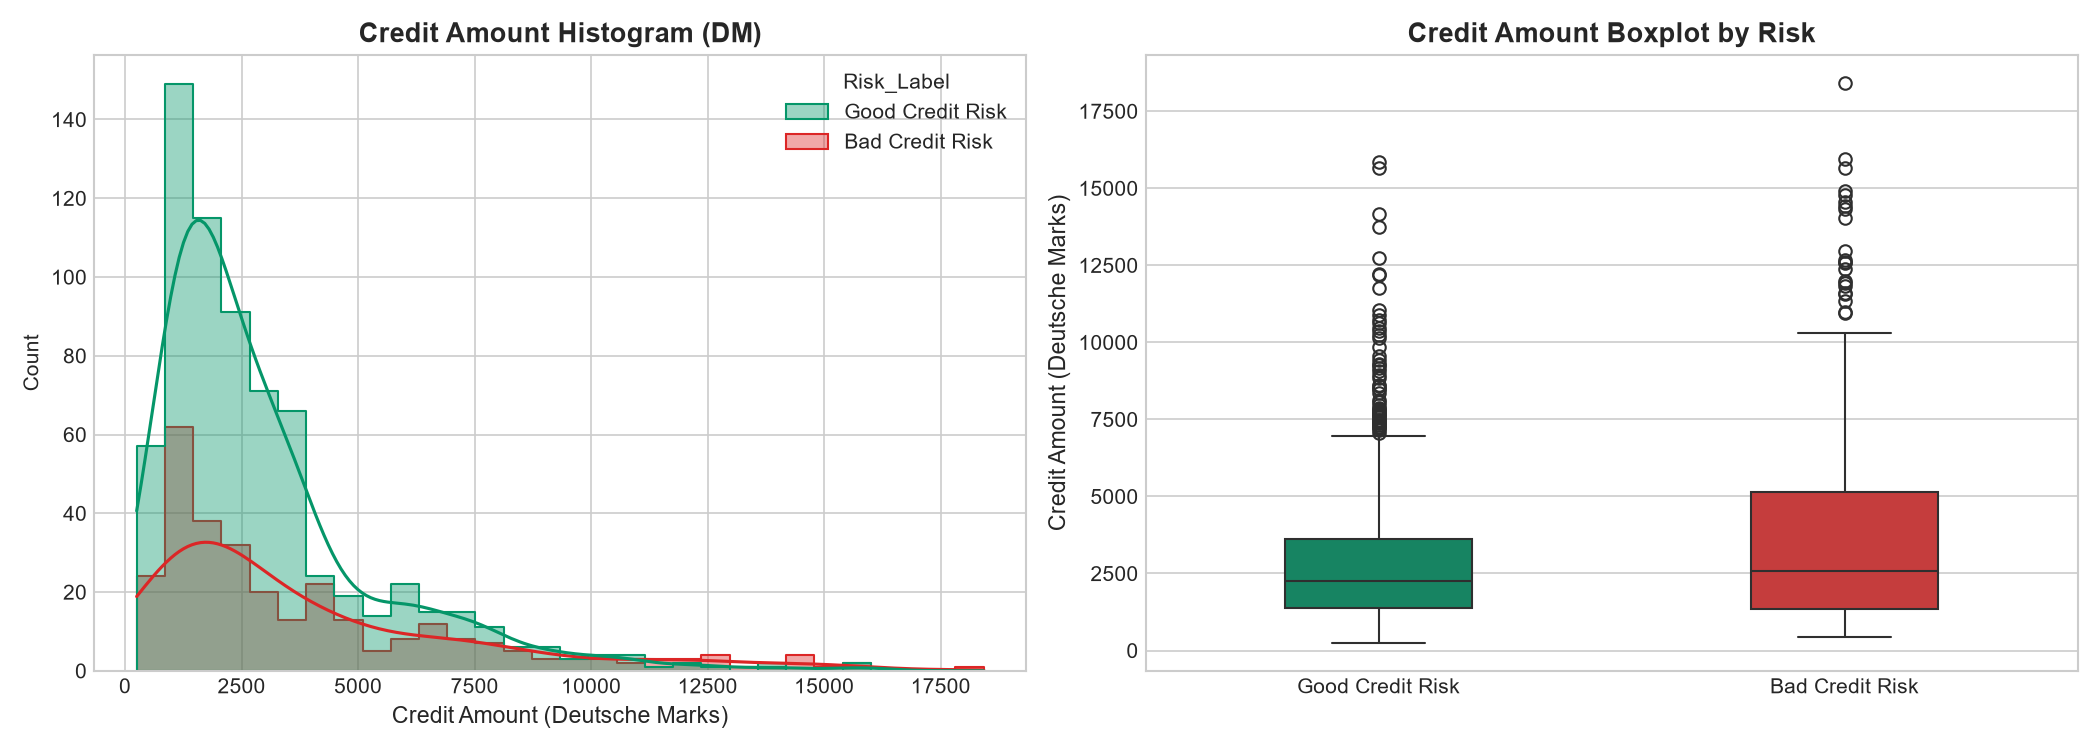 Credit Amount Histogram (DM)
Risk_Label
Good Credit Risk
Bad Credit Risk
140
120
100
80
60
40
20
0
Count
0 2500 5000 7500 10000 12500 15000 17500
Credit Amount (Deutsche Marks)
Credit Amount Boxplot by Risk
17500
15000
12500
10000
7500
5000
2500
0
Credit Amount (Deutsche Marks)
Good Credit Risk Bad Credit Risk